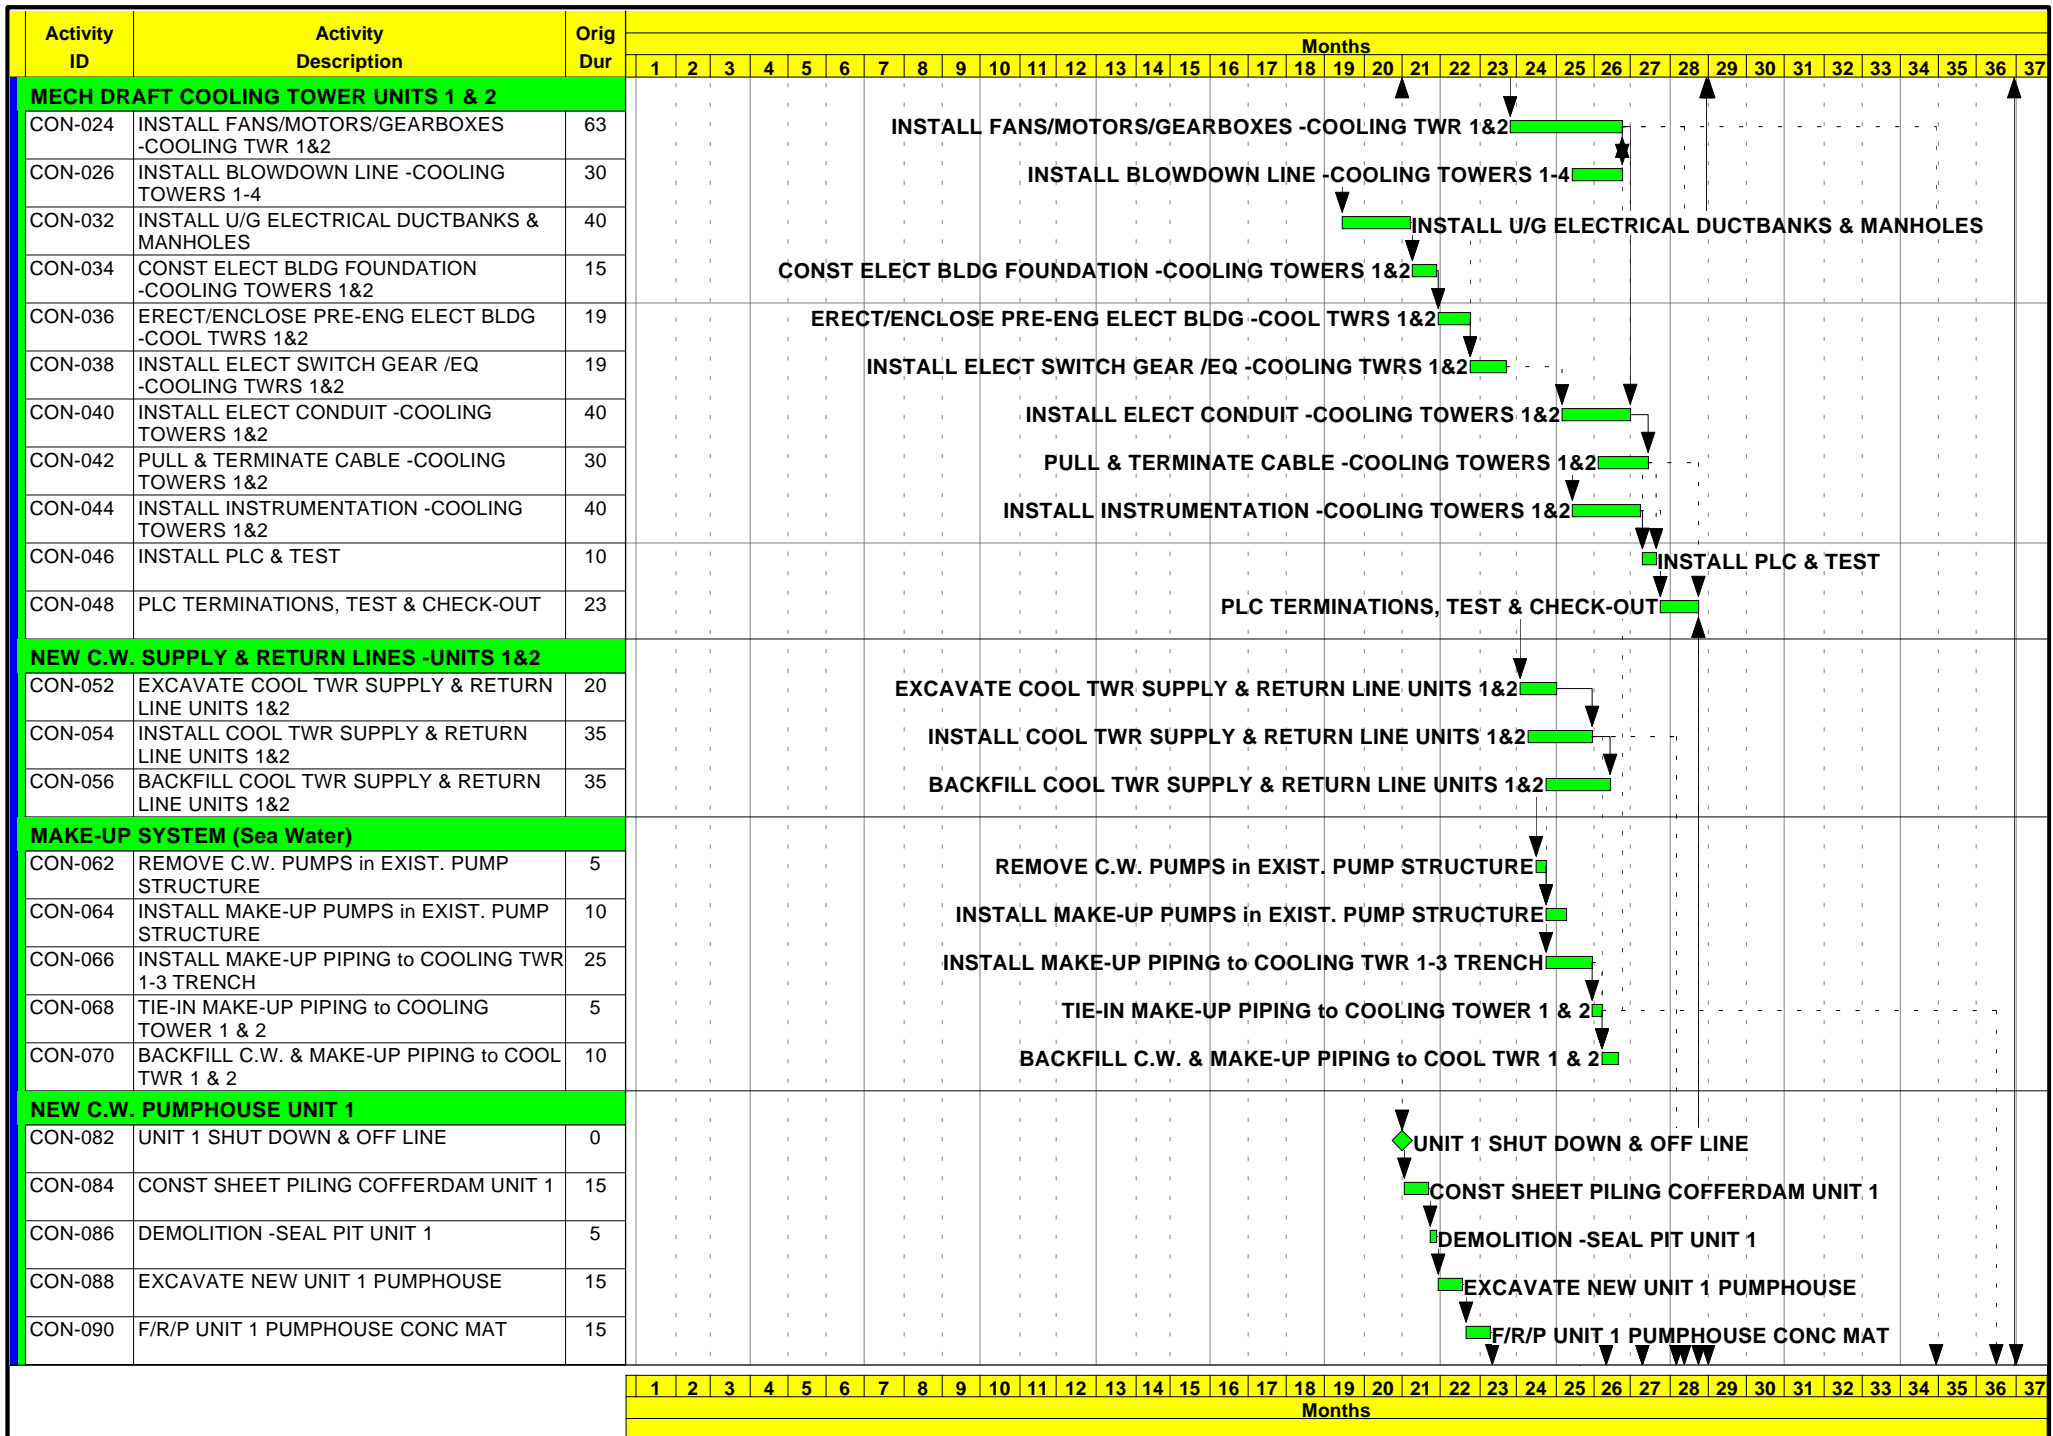 Activity Activity Orig
ID Description Dur
Months
1 2 3 4 5 6 7 8 9 10 11 12 13 14 15 16 17 18 19 20 21 22 23 24 25 26 27 28 29 30 31 32 33 34 35 36 37
MECH DRAFT COOLING TOWER UNITS 1 & 2
CON-024 INSTALL FANS/MOTORS/GEARBOXES 63
-COOLING TWR 1&2
INSTALL FANS/MOTORS/GEARBOXES -COOLING TWR 1&2
CON-026 INSTALL BLOWDOWN LINE -COOLING 30
TOWERS 1-4
INSTALL BLOWDOWN LINE -COOLING TOWERS 1-4
CON-032 INSTALL U/G ELECTRICAL DUCTBANKS & 40
MANHOLES
INSTALL U/G ELECTRICAL DUCTBANKS & MANHOLES
CON-034 CONST ELECT BLDG FOUNDATION 15
-COOLING TOWERS 1&2
CONST ELECT BLDG FOUNDATION -COOLING TOWERS 1&2
CON-036 ERECT/ENCLOSE PRE-ENG ELECT BLDG 19
-COOL TWRS 1&2
ERECT/ENCLOSE PRE-ENG ELECT BLDG -COOL TWRS 1&2
CON-038 INSTALL ELECT SWITCH GEAR /EQ 19
-COOLING TWRS 1&2
INSTALL ELECT SWITCH GEAR /EQ -COOLING TWRS 1&2
CON-040 INSTALL ELECT CONDUIT -COOLING 40
TOWERS 1&2
INSTALL ELECT CONDUIT -COOLING TOWERS 1&2
CON-042 PULL & TERMINATE CABLE -COOLING 30
TOWERS 1&2
PULL & TERMINATE CABLE -COOLING TOWERS 1&2
CON-044 INSTALL INSTRUMENTATION -COOLING 40
TOWERS 1&2
INSTALL INSTRUMENTATION -COOLING TOWERS 1&2
CON-046 INSTALL PLC & TEST 10
INSTALL PLC & TEST
CON-048 PLC TERMINATIONS, TEST & CHECK-OUT 23
PLC TERMINATIONS, TEST & CHECK-OUT
NEW C.W. SUPPLY & RETURN LINES -UNITS 1&2
CON-052 EXCAVATE COOL TWR SUPPLY & RETURN 20
LINE UNITS 1&2
EXCAVATE COOL TWR SUPPLY & RETURN LINE UNITS 1&2
CON-054 INSTALL COOL TWR SUPPLY & RETURN 35
LINE UNITS 1&2
INSTALL COOL TWR SUPPLY & RETURN LINE UNITS 1&2
CON-056 BACKFILL COOL TWR SUPPLY & RETURN 35
LINE UNITS 1&2
BACKFILL COOL TWR SUPPLY & RETURN LINE UNITS 1&2
MAKE-UP SYSTEM (Sea Water)
CON-062 REMOVE C.W. PUMPS in EXIST. PUMP 5
STRUCTURE
REMOVE C.W. PUMPS in EXIST. PUMP STRUCTURE
CON-064 INSTALL MAKE-UP PUMPS in EXIST. PUMP 10
STRUCTURE
INSTALL MAKE-UP PUMPS in EXIST. PUMP STRUCTURE
CON-066 INSTALL MAKE-UP PIPING to COOLING TWR 25
1-3 TRENCH
INSTALL MAKE-UP PIPING to COOLING TWR 1-3 TRENCH
CON-068 TIE-IN MAKE-UP PIPING to COOLING 5
TOWER 1 & 2
TIE-IN MAKE-UP PIPING to COOLING TOWER 1 & 2
CON-070 BACKFILL C.W. & MAKE-UP PIPING to COOL 10
TWR 1 & 2
BACKFILL C.W. & MAKE-UP PIPING to COOL TWR 1 & 2
NEW C.W. PUMPHOUSE UNIT 1
CON-082 UNIT 1 SHUT DOWN & OFF LINE 0
UNIT 1 SHUT DOWN & OFF LINE
CON-084 CONST SHEET PILING COFFERDAM UNIT 1 15
CONST SHEET PILING COFFERDAM UNIT 1
CON-086 DEMOLITION -SEAL PIT UNIT 1 5
DEMOLITION -SEAL PIT UNIT 1
CON-088 EXCAVATE NEW UNIT 1 PUMPHOUSE 15
EXCAVATE NEW UNIT 1 PUMPHOUSE
CON-090 F/R/P UNIT 1 PUMPHOUSE CONC MAT 15
F/R/P UNIT 1 PUMPHOUSE CONC MAT
1 2 3 4 5 6 7 8 9 10 11 12 13 14 15 16 17 18 19 20 21 22 23 24 25 26 27 28 29 30 31 32 33 34 35 36 37
Months